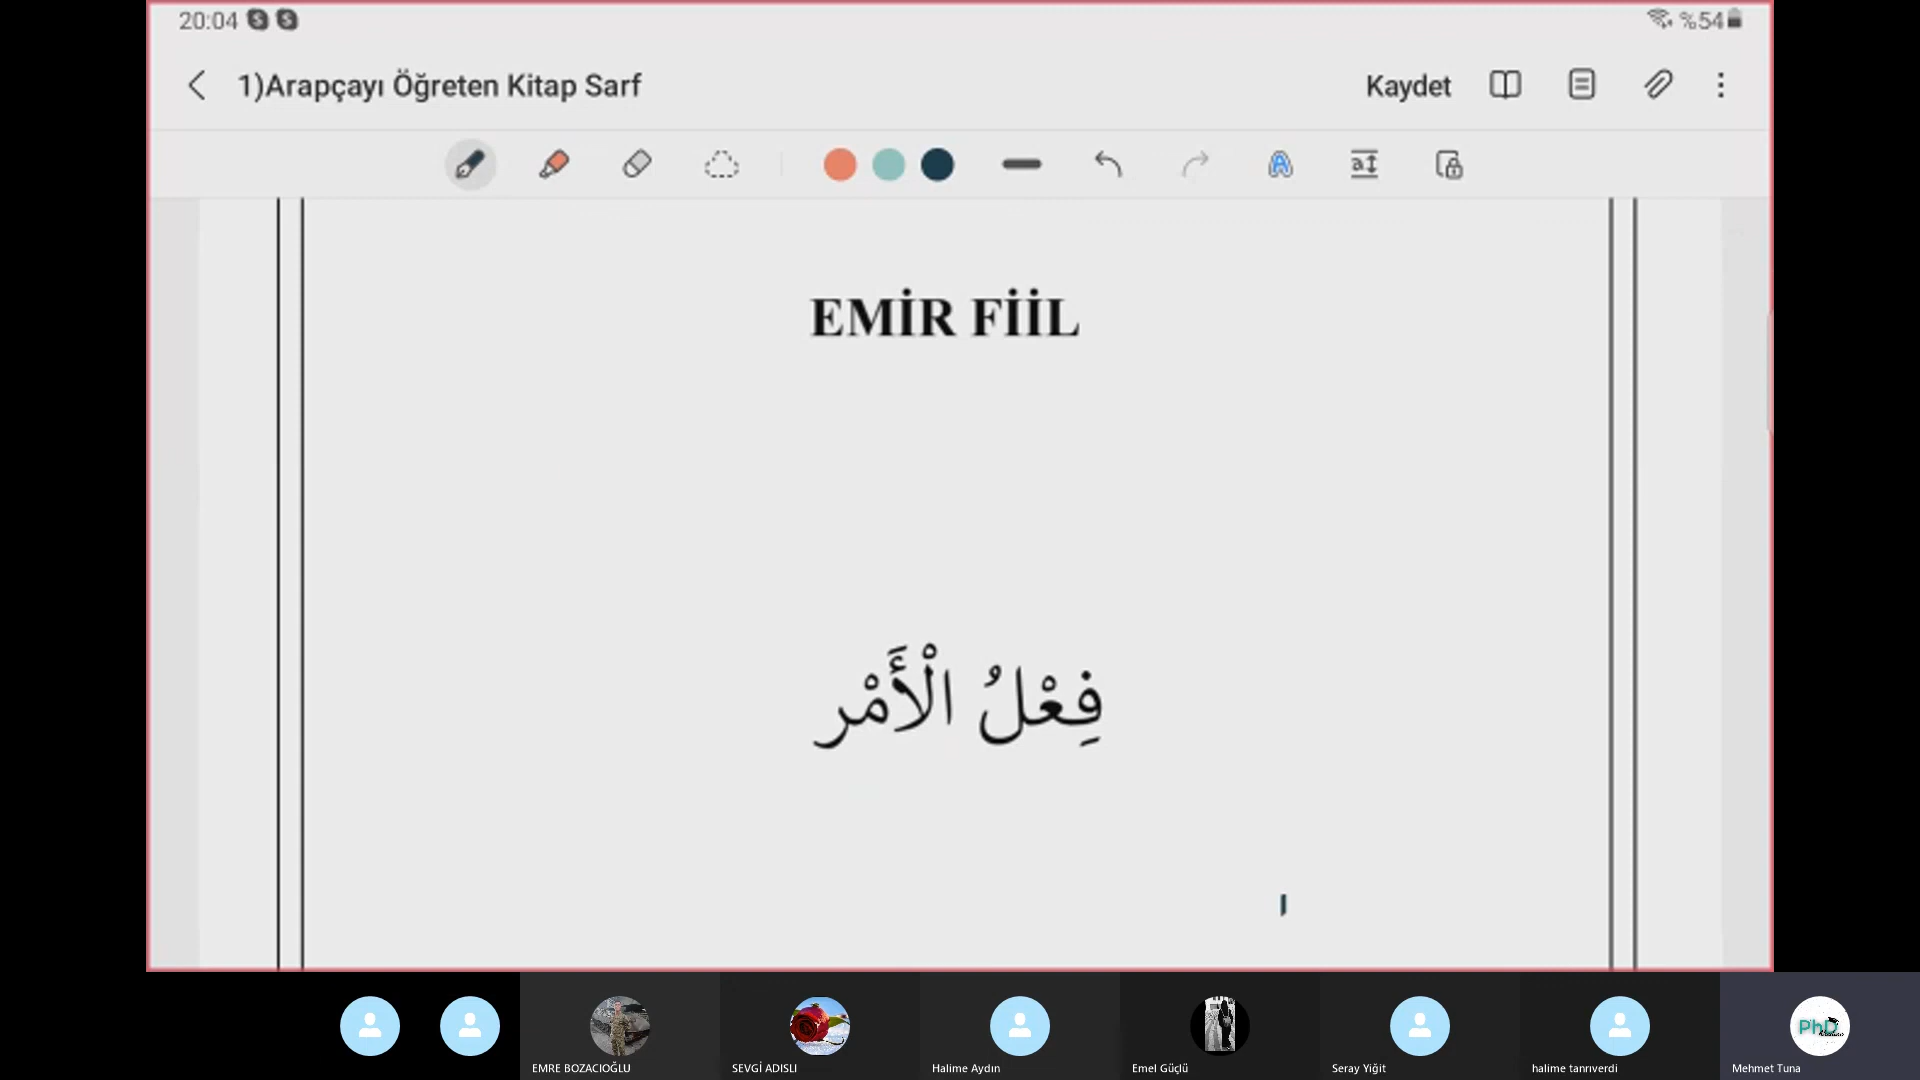 20:04
%54
1)Arapçayı Öğreten Kitap Sarf
Kaydet
EMİR FİİL
فِعْلُ الْأَمْر
EMRE BOZACIOĞLU
SEVGİ ADISLI
Halime Aydın
Emel Güçlü
Seray Yiğit
halime tanrıverdi
PhD
Mehmet Tuna